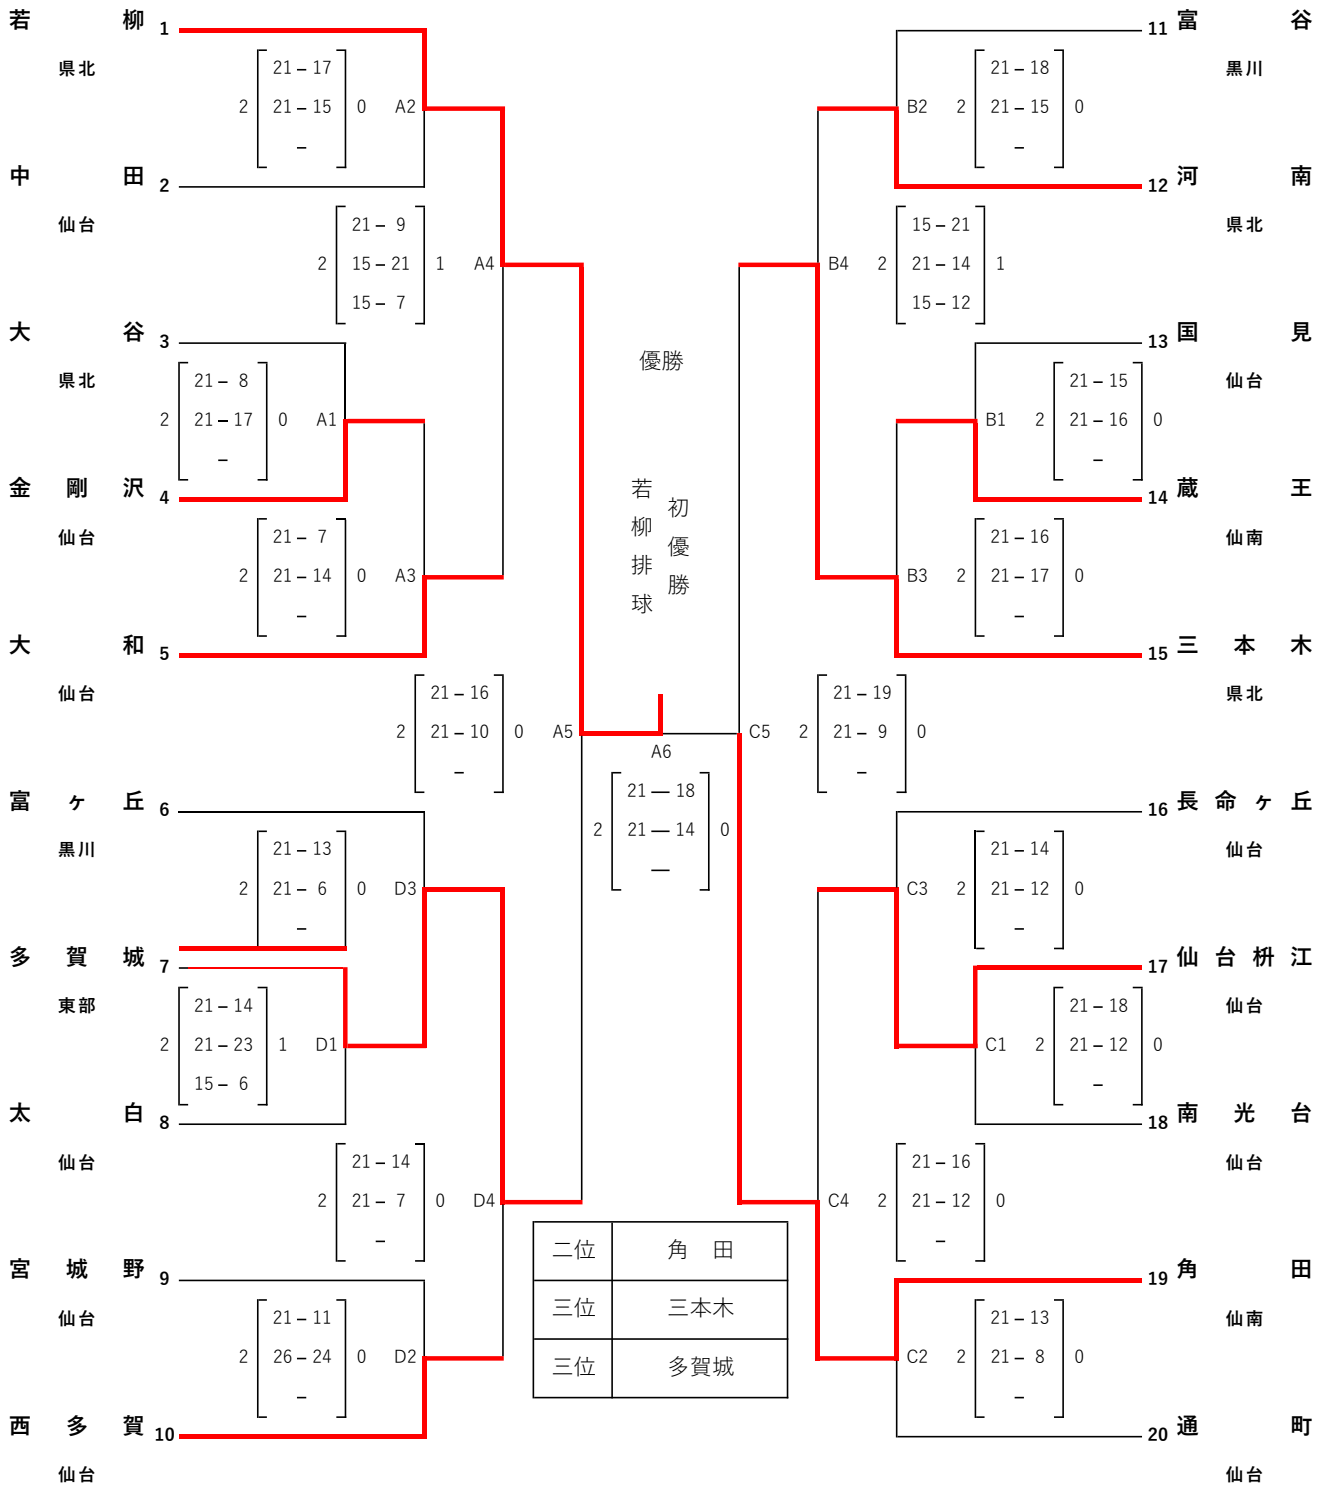 若柳 1
県北
21 – 17
2 21 – 15 0 A2
–
中田 2
仙台
21 – 9
2 15 – 21 1 A4
15 – 7
大谷 3
県北
21 – 8
2 21 – 17 0 A1
–
金剛沢 4
仙台
21 – 7
2 21 – 14 0 A3
–
大和 5
仙台
21 – 16
2 21 – 10 0 A5
–
富ヶ丘 6
黒川
21 – 13
2 21 – 6 0 D3
–
多賀城 7
東部
21 – 14
2 21 – 23 1 D1
15 – 6
太白 8
仙台
21 – 14
2 21 – 7 0 D4
–
宮城野 9
仙台
21 – 11
2 26 – 24 0 D2
–
西多賀 10
仙台
優勝
若柳排球
初優勝
A6
21 — 18
2 21 — 14 0
—
二位 角田
三位 三本木
三位 多賀城
11 富谷
黒川
21 – 18
B2 2 21 – 15 0
–
12 河南
県北
15 – 21
B4 2 21 – 14 1
15 – 12
13 国見
仙台
21 – 15
B1 2 21 – 16 0
–
14 蔵王
仙南
21 – 16
B3 2 21 – 17 0
–
15 三本木
県北
21 – 19
C5 2 21 – 9 0
–
16 長命ヶ丘
仙台
21 – 14
C3 2 21 – 12 0
–
17 仙台枡江
仙台
21 – 18
C1 2 21 – 12 0
–
18 南光台
仙台
21 – 16
C4 2 21 – 12 0
–
19 角田
仙南
21 – 13
C2 2 21 – 8 0
–
20 通町
仙台